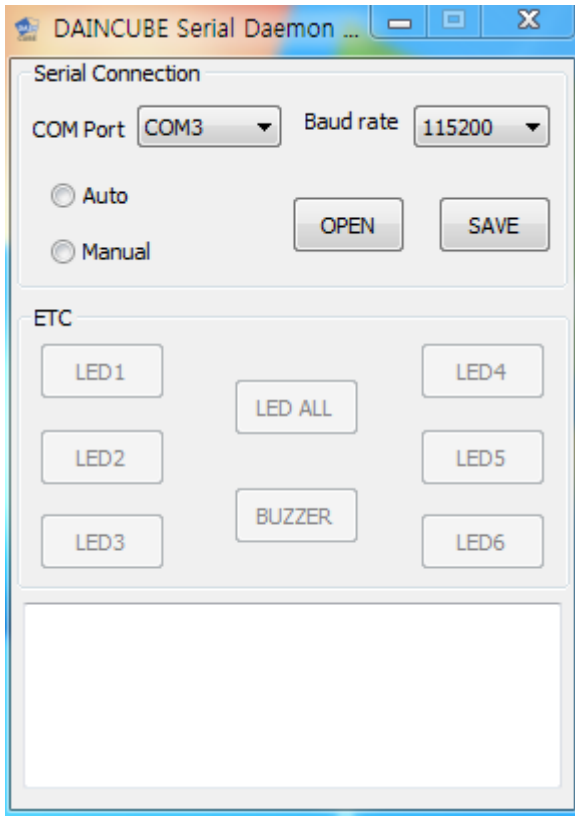 DAINCUBE Serial Daemon ...
Serial Connection
COM Port COM3 Baud rate 115200
Auto
OPEN SAVE
Manual
ETC
LED1 LED4
LED ALL
LED2 LED5
BUZZER
LED3 LED6